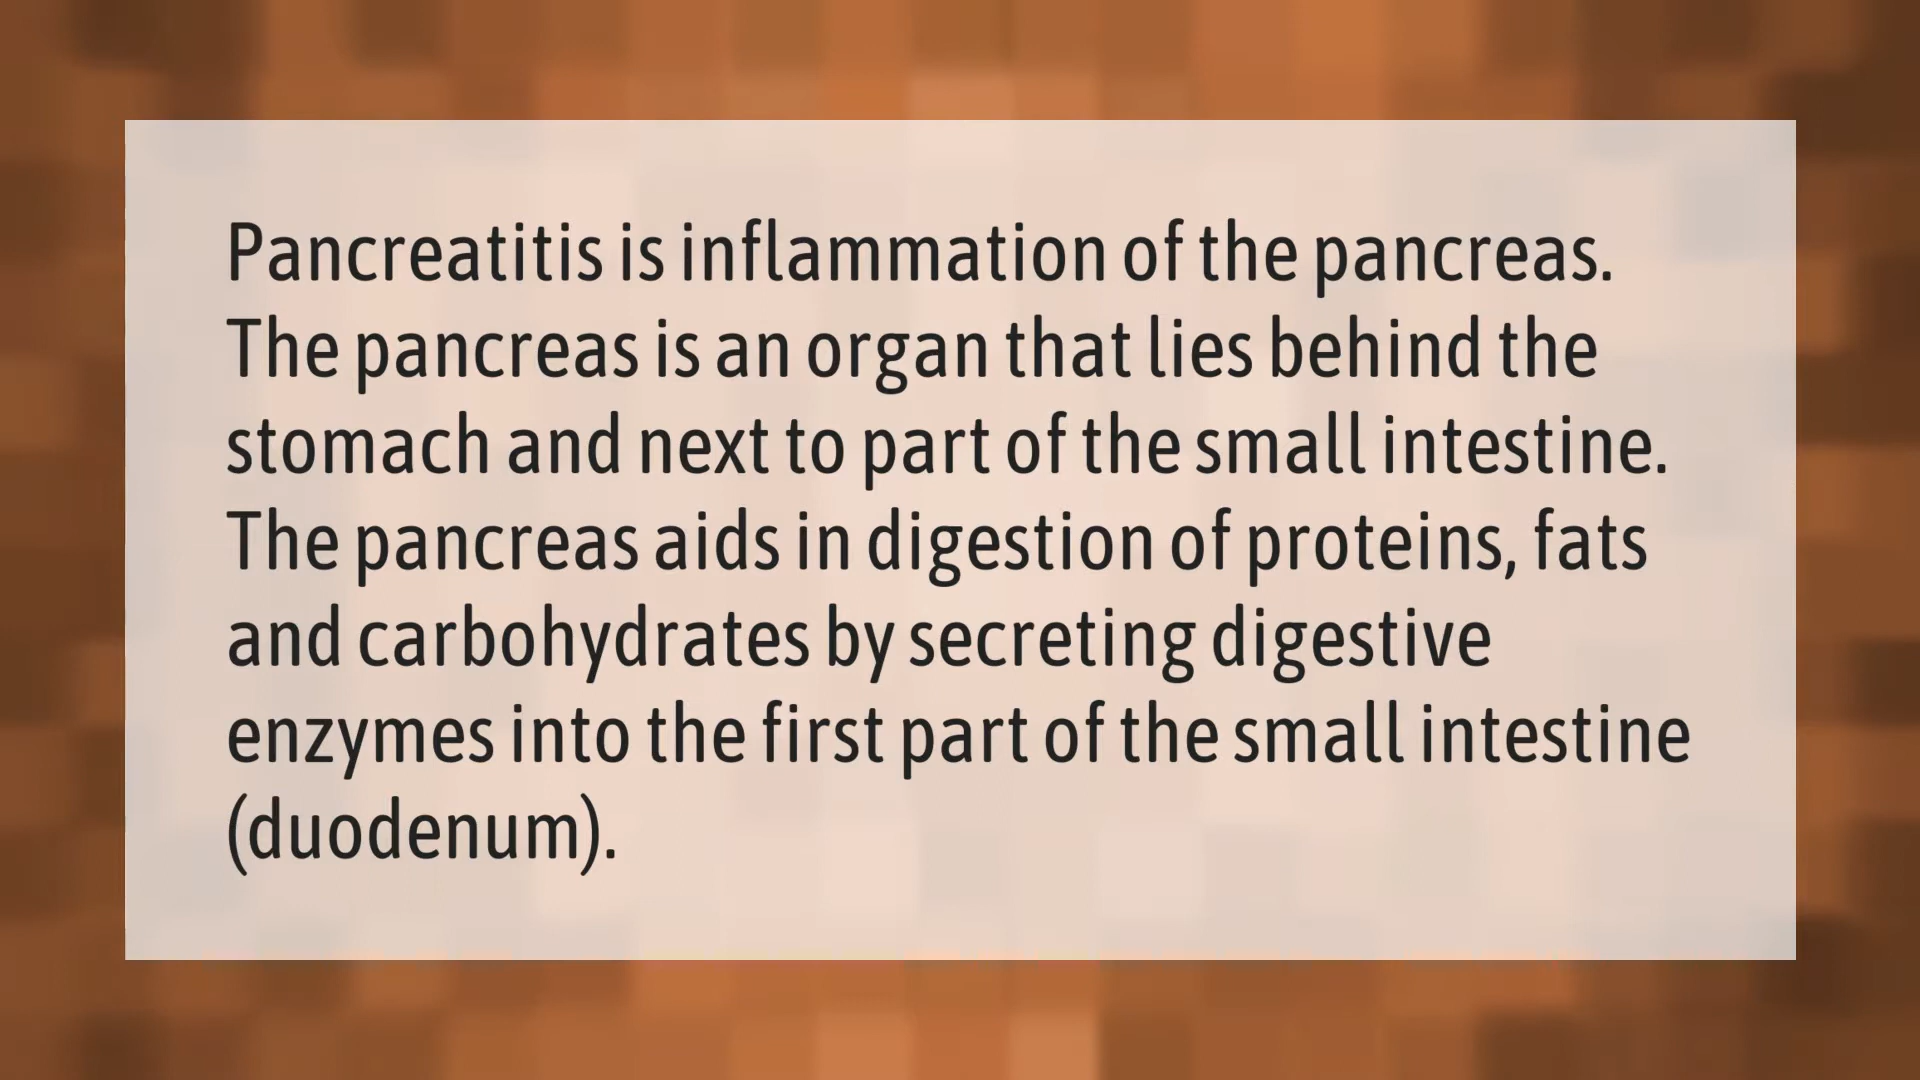 Pancreatitis is inflammation of the pancreas.
The pancreas is an organ that lies behind the
stomach and next to part of the small intestine.
The pancreas aids in digestion of proteins, fats
and carbohydrates by secreting digestive
enzymes into the first part of the small intestine
(duodenum).